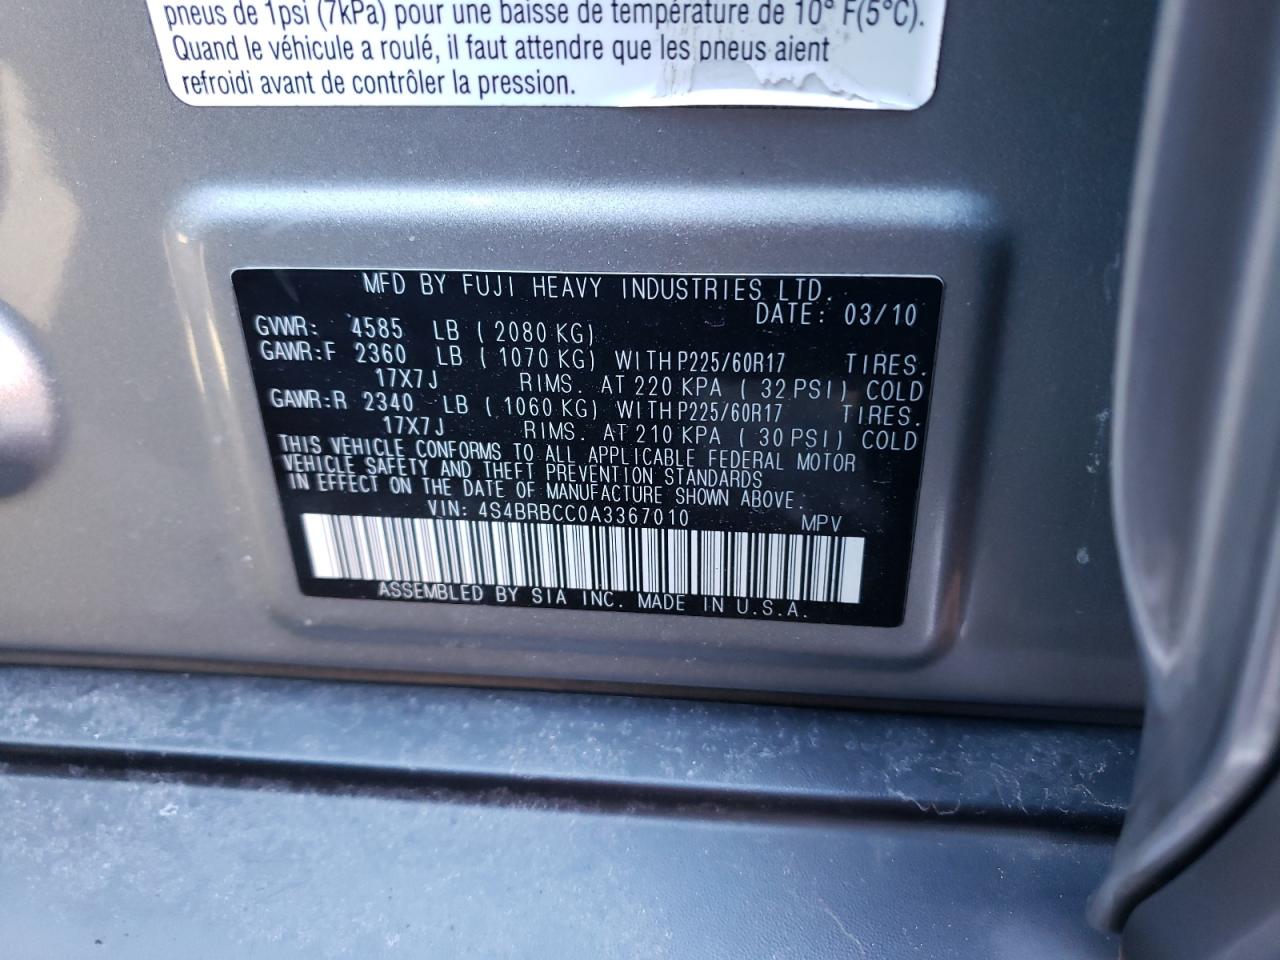 pneus de 1psi (7kPa) pour une baisse de température de 10° F(5°C).
Quand le véhicule a roulé, il faut attendre que les pneus aient
refroidi avant de contrôler la pression.
MFD BY FUJI HEAVY INDUSTRIES LTD.
DATE: 03/10
GVWR: 4585 LB ( 2080 KG)
GAWR:F 2360 LB ( 1070 KG) WITH P225/60R17 TIRES.
17X7J RIMS. AT 220 KPA ( 32 PSI) COLD
GAWR:R 2340 LB ( 1060 KG) WITH P225/60R17 TIRES.
17X7J RIMS. AT 210 KPA ( 30 PSI) COLD
THIS VEHICLE CONFORMS TO ALL APPLICABLE FEDERAL MOTOR
VEHICLE SAFETY AND THEFT PREVENTION STANDARDS
IN EFFECT ON THE DATE OF MANUFACTURE SHOWN ABOVE.
VIN: 4S4BRBCC0A3367010 MPV
ASSEMBLED BY SIA INC. MADE IN U.S.A.